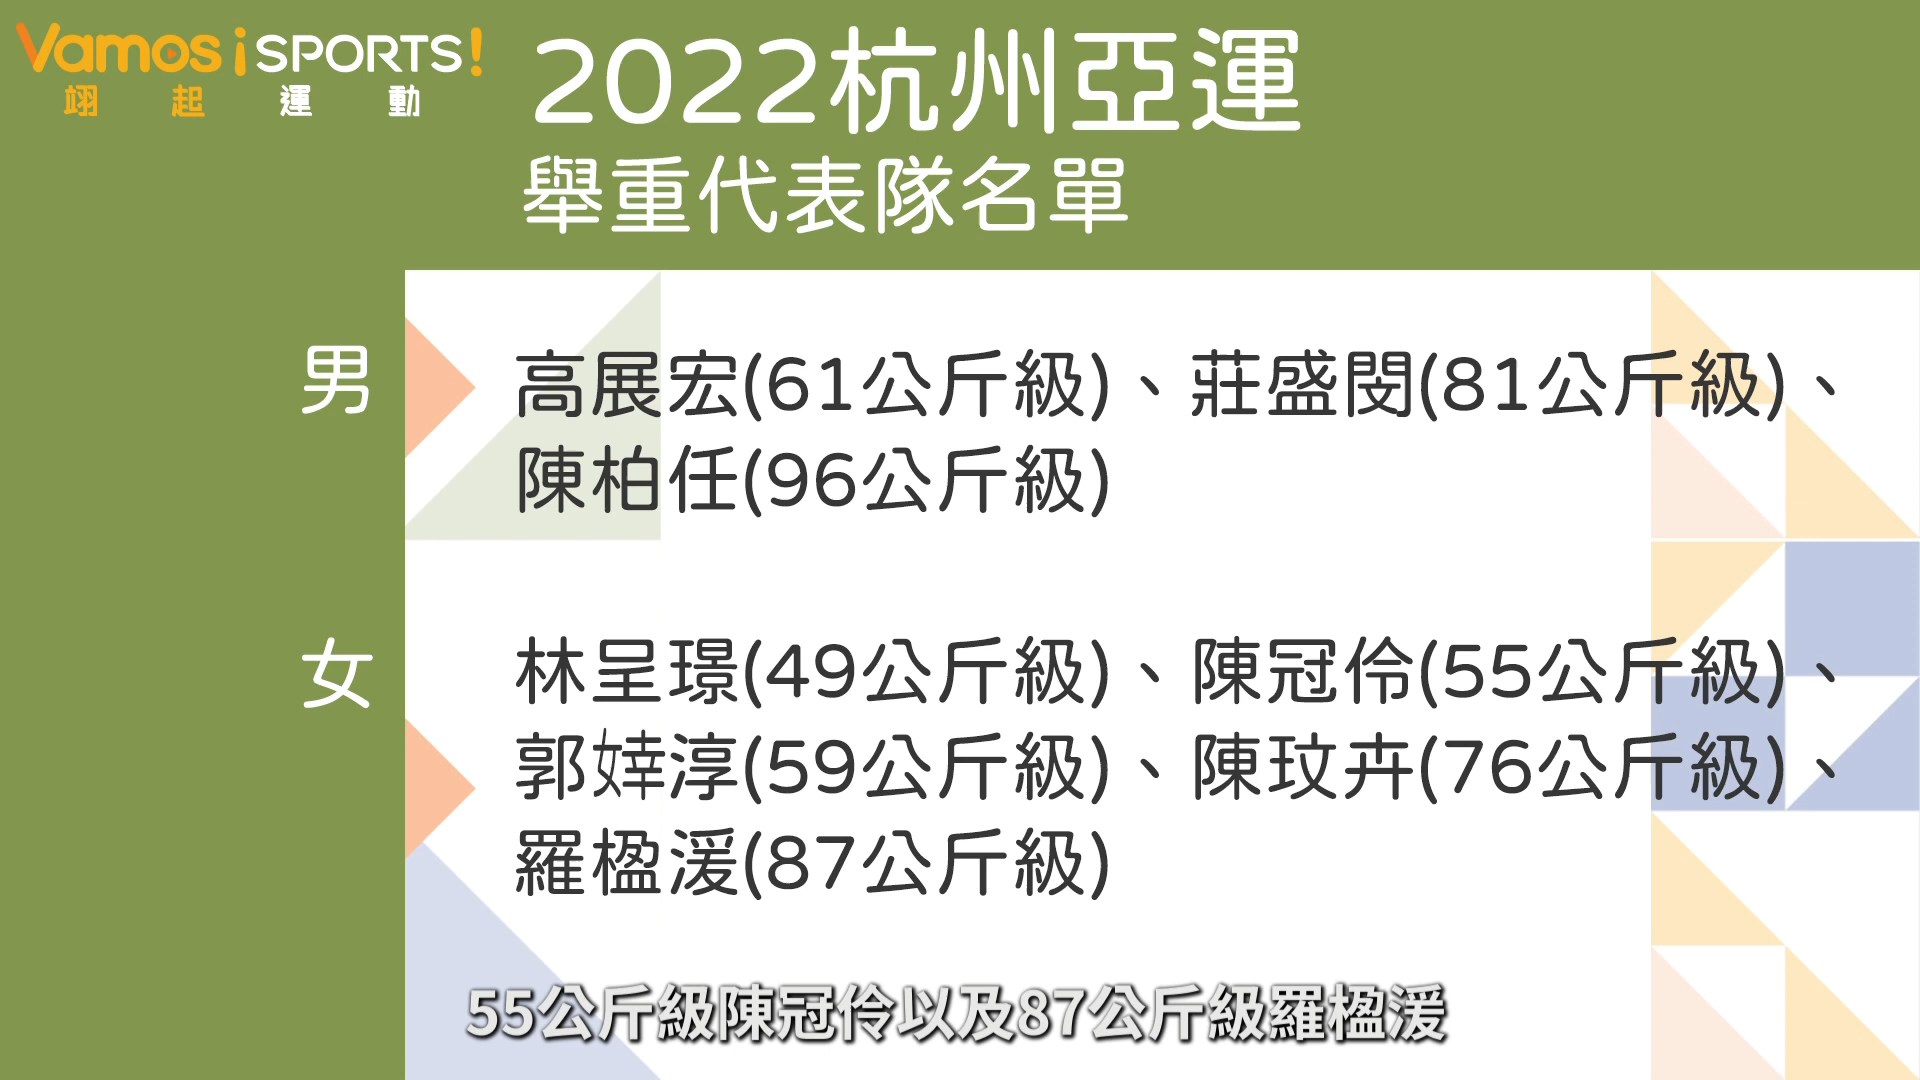 Vamos¡SPORTS!
翊起運動
2022杭州亞運
舉重代表隊名單
男
高展宏(61公斤級)、莊盛閔(81公斤級)、
陳柏任(96公斤級)
女
林呈璟(49公斤級)、陳冠伶(55公斤級)、
郭婞淳(59公斤級)、陳玟卉(76公斤級)、
羅楹湲(87公斤級)
55公斤級陳冠伶以及87公斤級羅楹湲